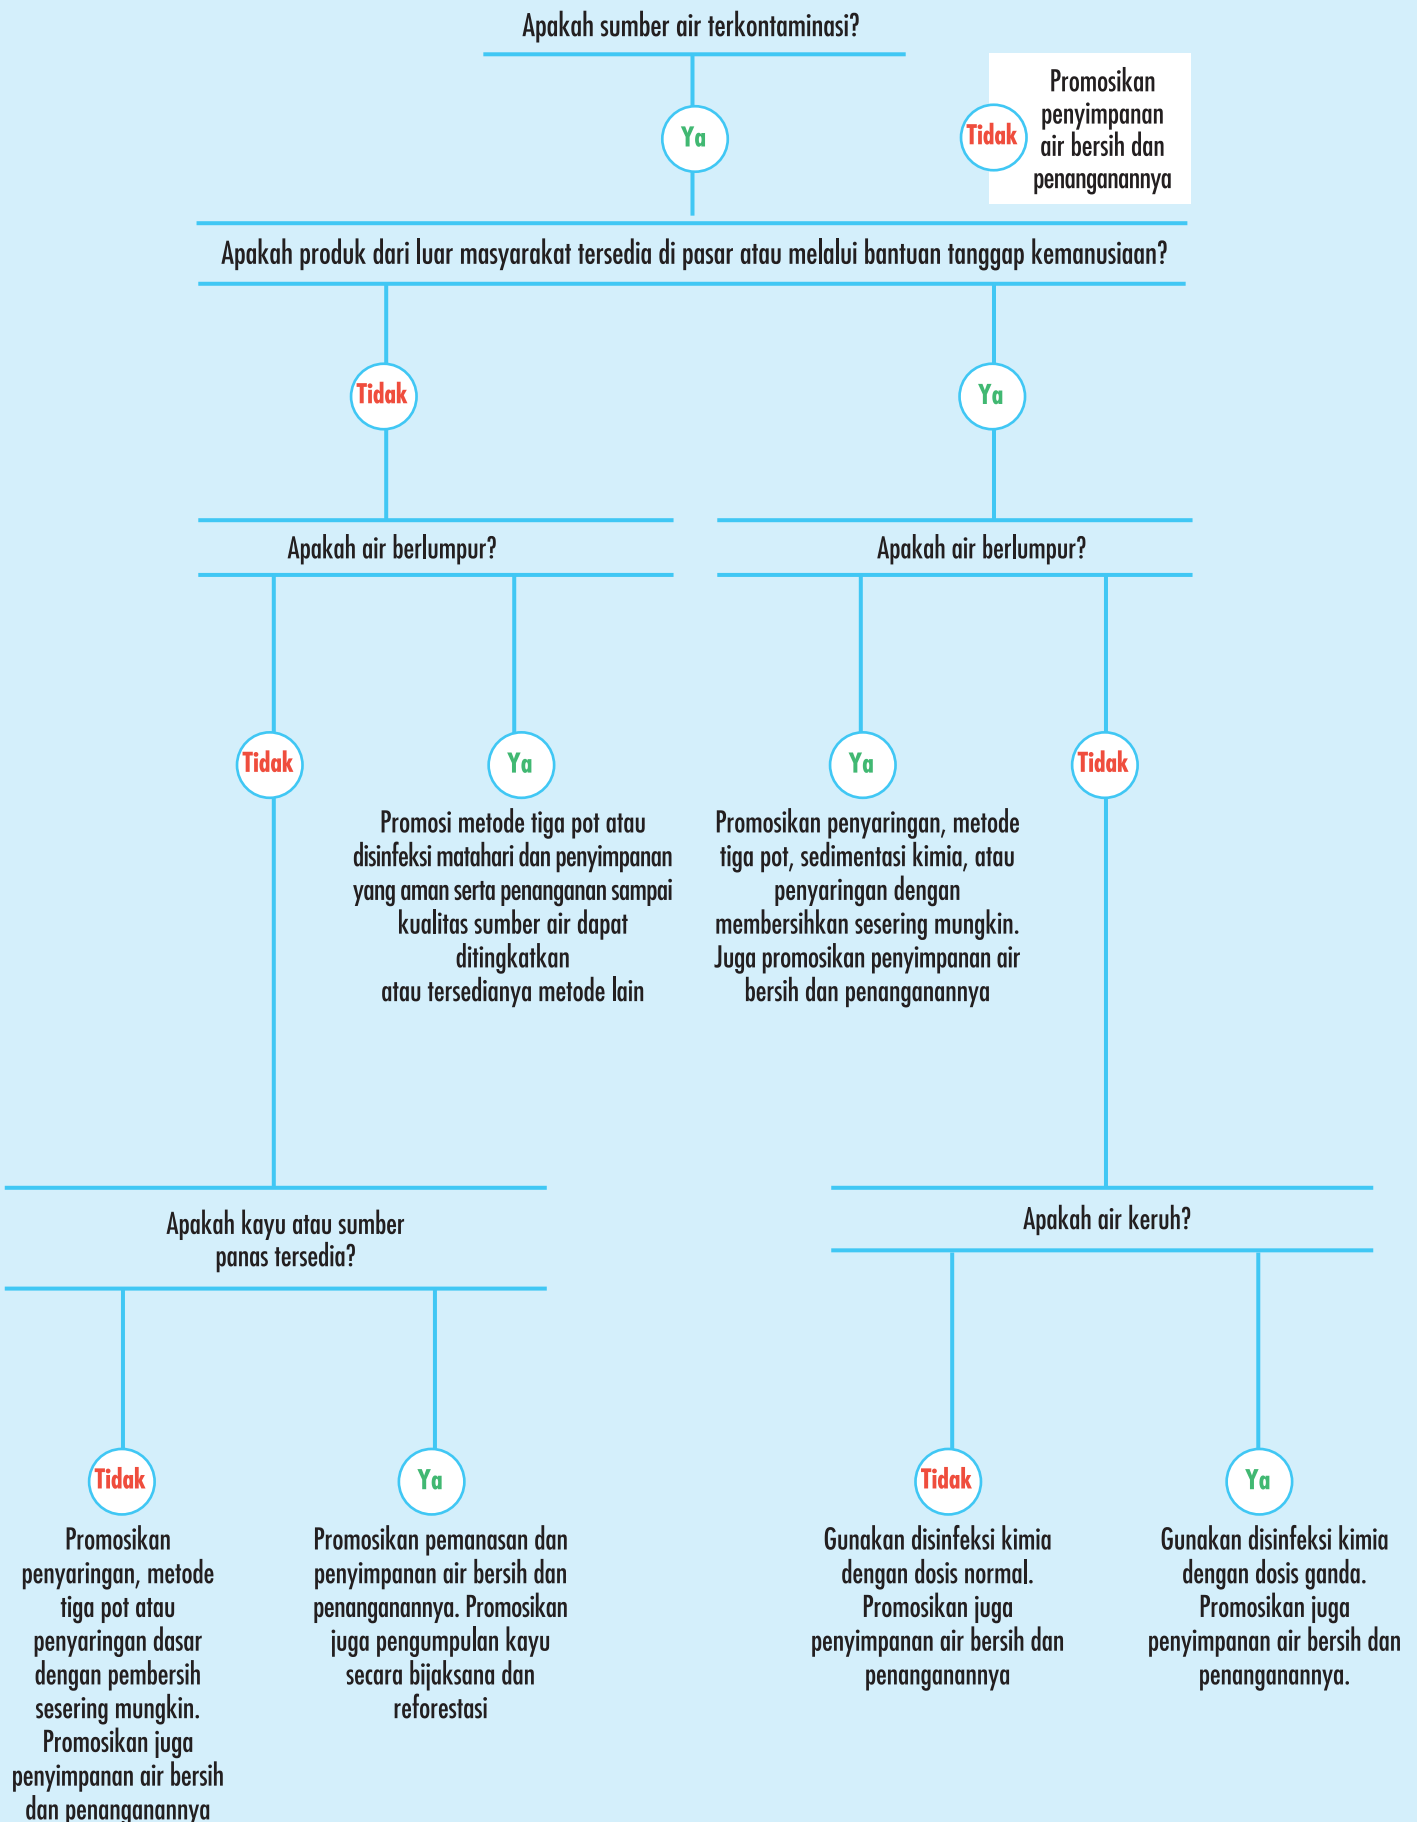 Apakah sumber air terkontaminasi?
Ya
Tidak
Promosikan
penyimpanan
air bersih dan
penanganannya
Apakah produk dari luar masyarakat tersedia di pasar atau melalui bantuan tanggap kemanusiaan?
Tidak
Ya
Apakah air berlumpur?
Apakah air berlumpur?
Tidak
Ya
Promosi metode tiga pot atau
disinfeksi matahari dan penyimpanan
yang aman serta penanganan sampai
kualitas sumber air dapat
ditingkatkan
atau tersedianya metode lain
Ya
Promosikan penyaringan, metode
tiga pot, sedimentasi kimia, atau
penyaringan dengan
membersihkan sesering mungkin.
Juga promosikan penyimpanan air
bersih dan penanganannya
Tidak
Apakah kayu atau sumber
panas tersedia?
Apakah air keruh?
Tidak
Promosikan
penyaringan, metode
tiga pot atau
penyaringan dasar
dengan pembersih
sesering mungkin.
Promosikan juga
penyimpanan air bersih
dan penanganannya
Ya
Promosikan pemanasan dan
penyimpanan air bersih dan
penanganannya. Promosikan
juga pengumpulan kayu
secara bijaksana dan
reforestasi
Tidak
Gunakan disinfeksi kimia
dengan dosis normal.
Promosikan juga
penyimpanan air bersih dan
penanganannya
Ya
Gunakan disinfeksi kimia
dengan dosis ganda.
Promosikan juga
penyimpanan air bersih dan
penanganannya.